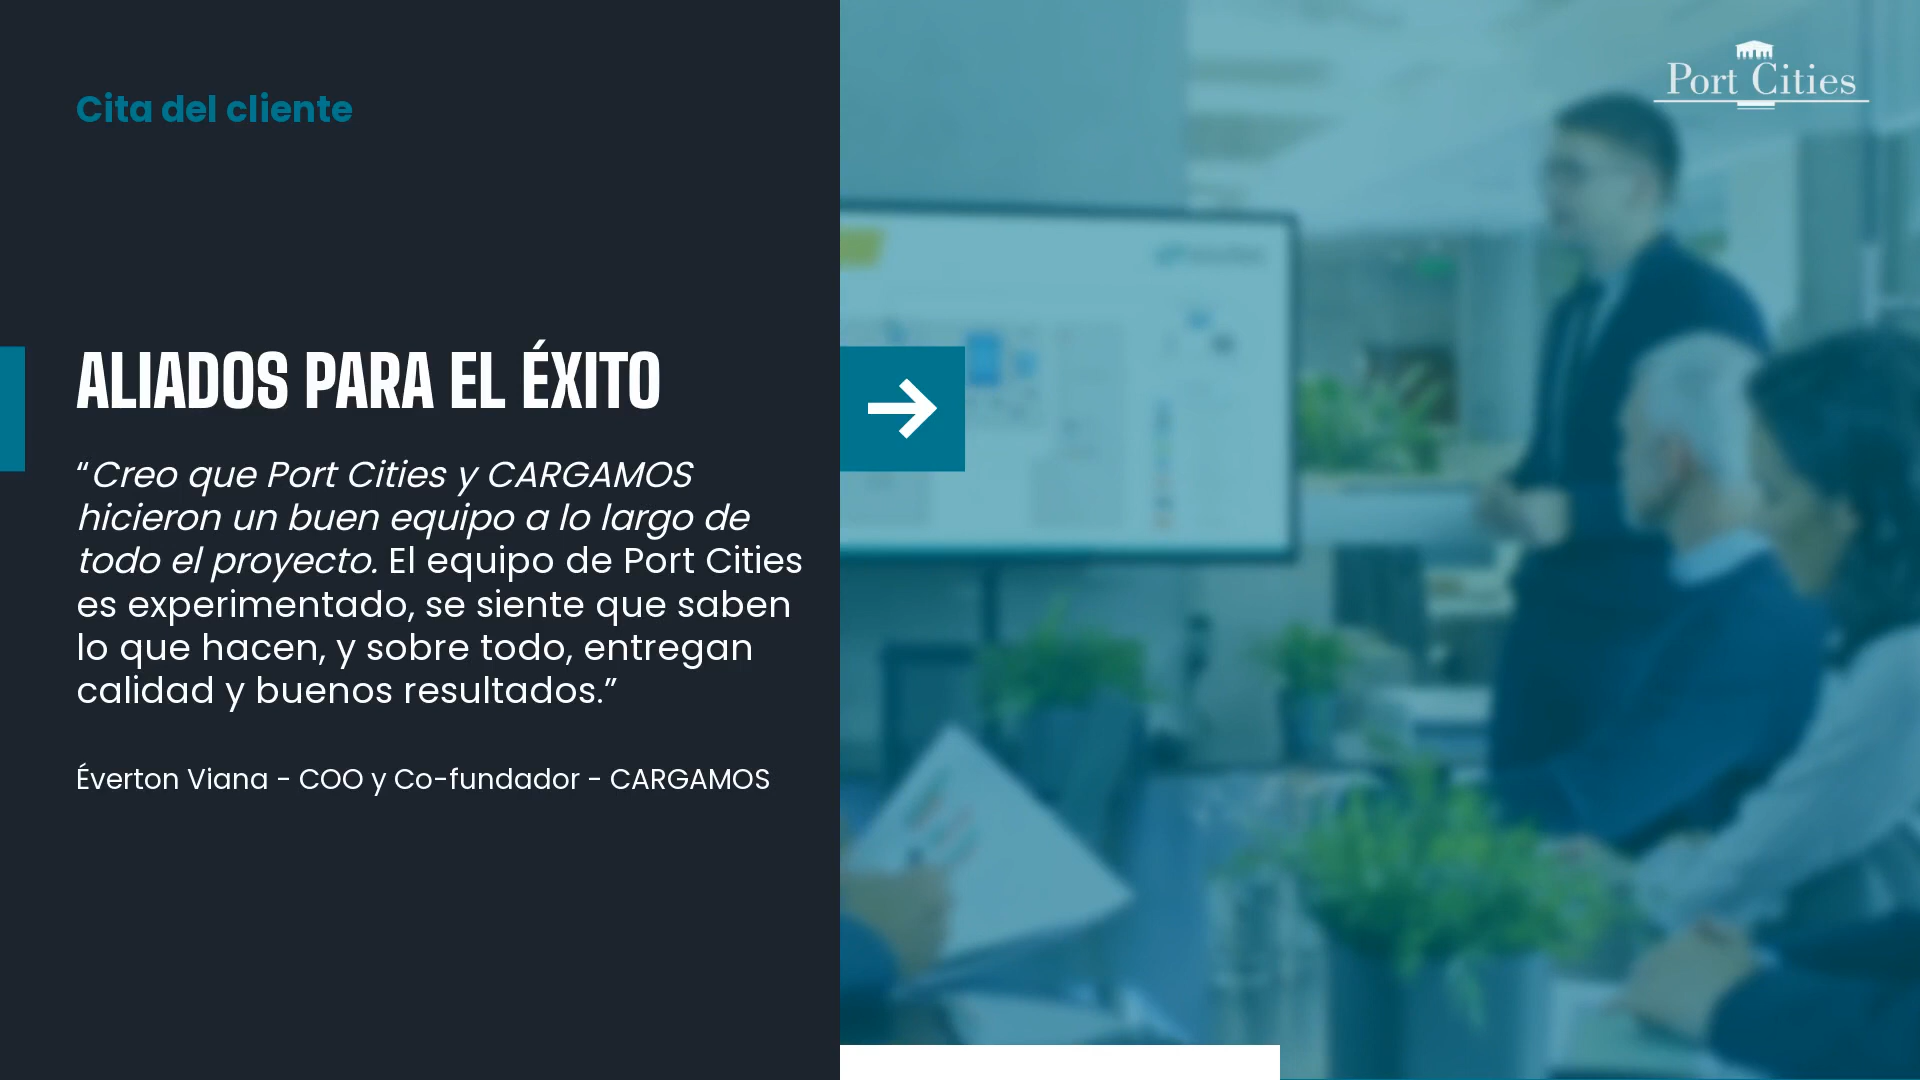 Cita del cliente
Port Cities
ALIADOS PARA EL ÉXITO
“Creo que Port Cities y CARGAMOS
hicieron un buen equipo a lo largo de
todo el proyecto. El equipo de Port Cities
es experimentado, se siente que saben
lo que hacen, y sobre todo, entregan
calidad y buenos resultados.”
Éverton Viana - COO y Co-fundador - CARGAMOS